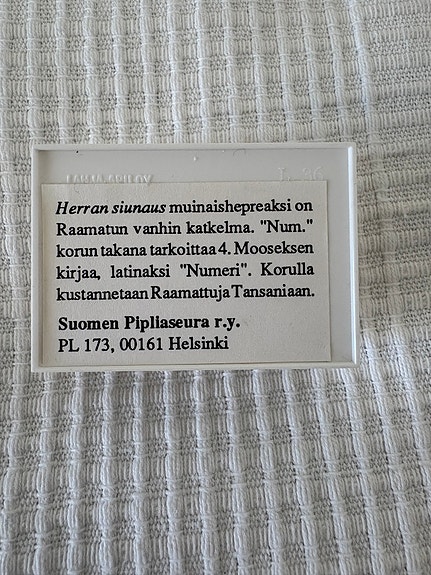 Herran siunaus muinaishepreaksi on
Raamatun vanhin katkelma. "Num."
korun takana tarkoittaa 4. Mooseksen
kirjaa, latinaksi "Numeri". Korulla
kustannetaan Raamattuja Tansaniaan.
Suomen Pipliaseura r.y.
PL 173, 00161 Helsinki